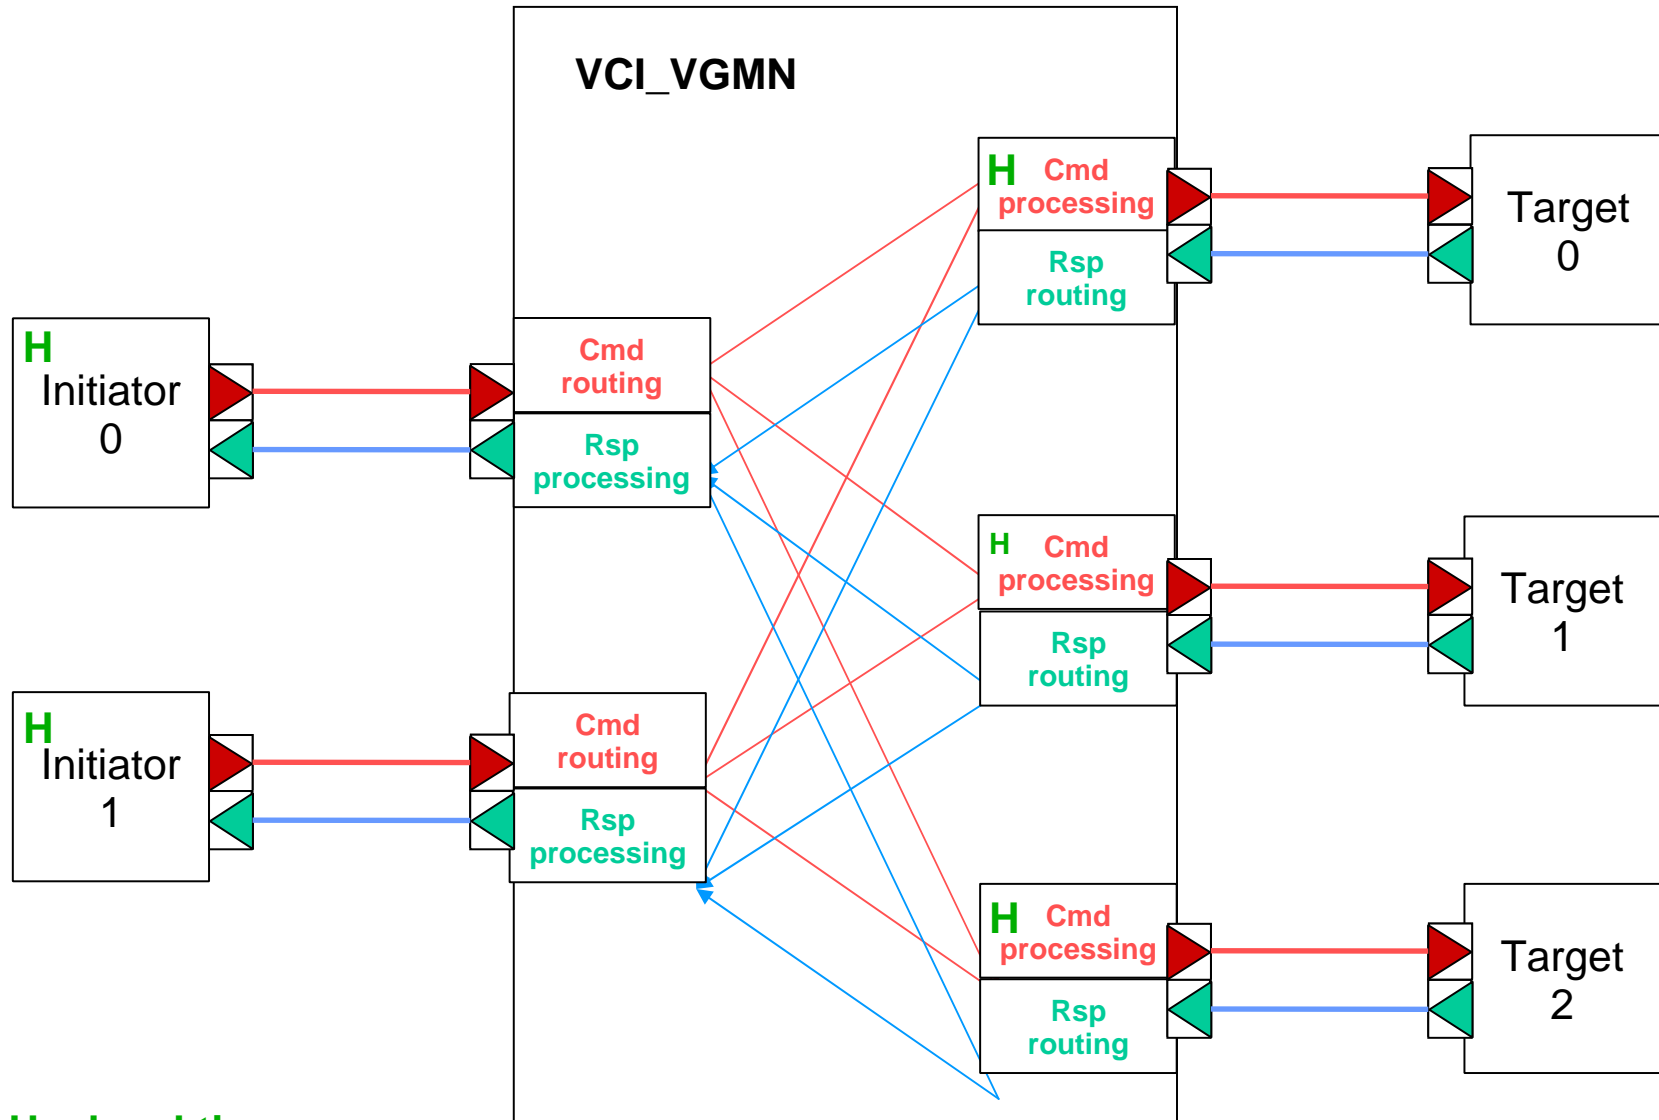 VCI_VGMN
H Cmd
processing
Rsp
routing
Target
0
H
Initiator
0
Cmd
routing
Rsp
processing
H Cmd
processing
Rsp
routing
Target
1
H
Initiator
1
Cmd
routing
Rsp
processing
H Cmd
processing
Rsp
routing
Target
2